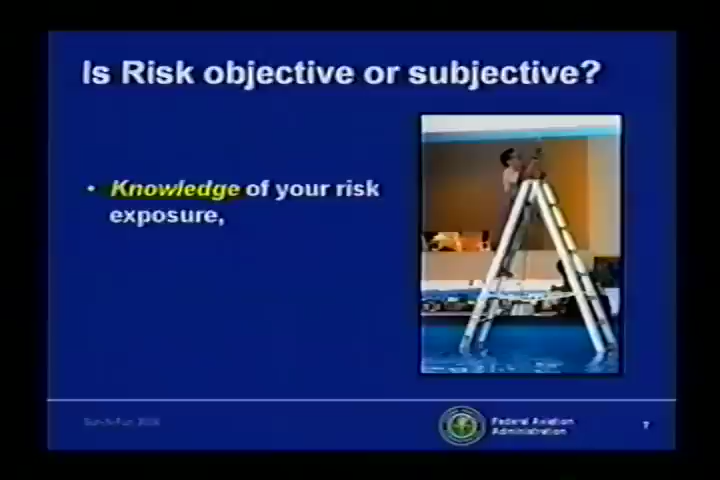 Is Risk objective or subjective?
• Knowledge of your risk
exposure,
Federal Aviation
Administration
7